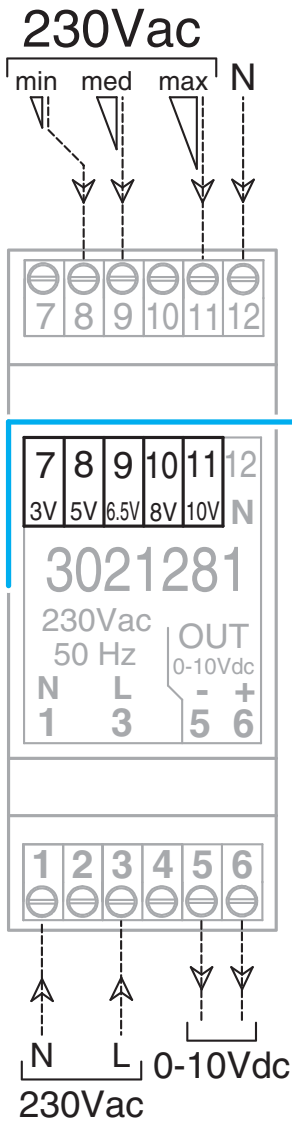 230Vac
min med max N
7 8 9 10 11 12
7 8 9 10 11 12
3V 5V 6.5V 8V 10V N
3021281
230Vac
50 Hz
OUT
0-10Vdc
N L - +
1 3 5 6
1 2 3 4 5 6
N L 0-10Vdc
230Vac